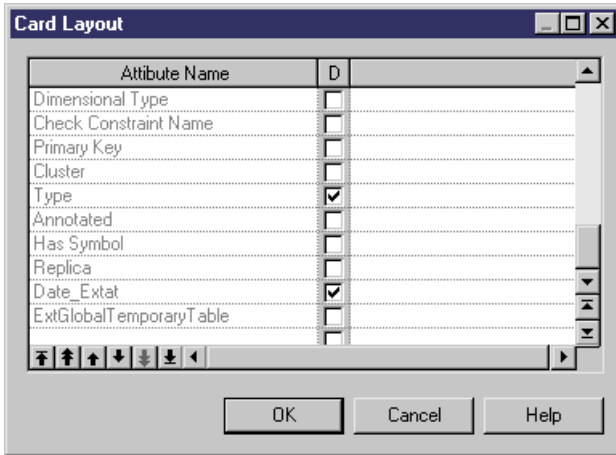 Card Layout
Attibute Name D
Dimensional Type
Check Constraint Name
Primary Key
Cluster
Type
Annotated
Has Symbol
Replica
Date_Extat
ExtGlobalTemporaryTable
OK Cancel Help